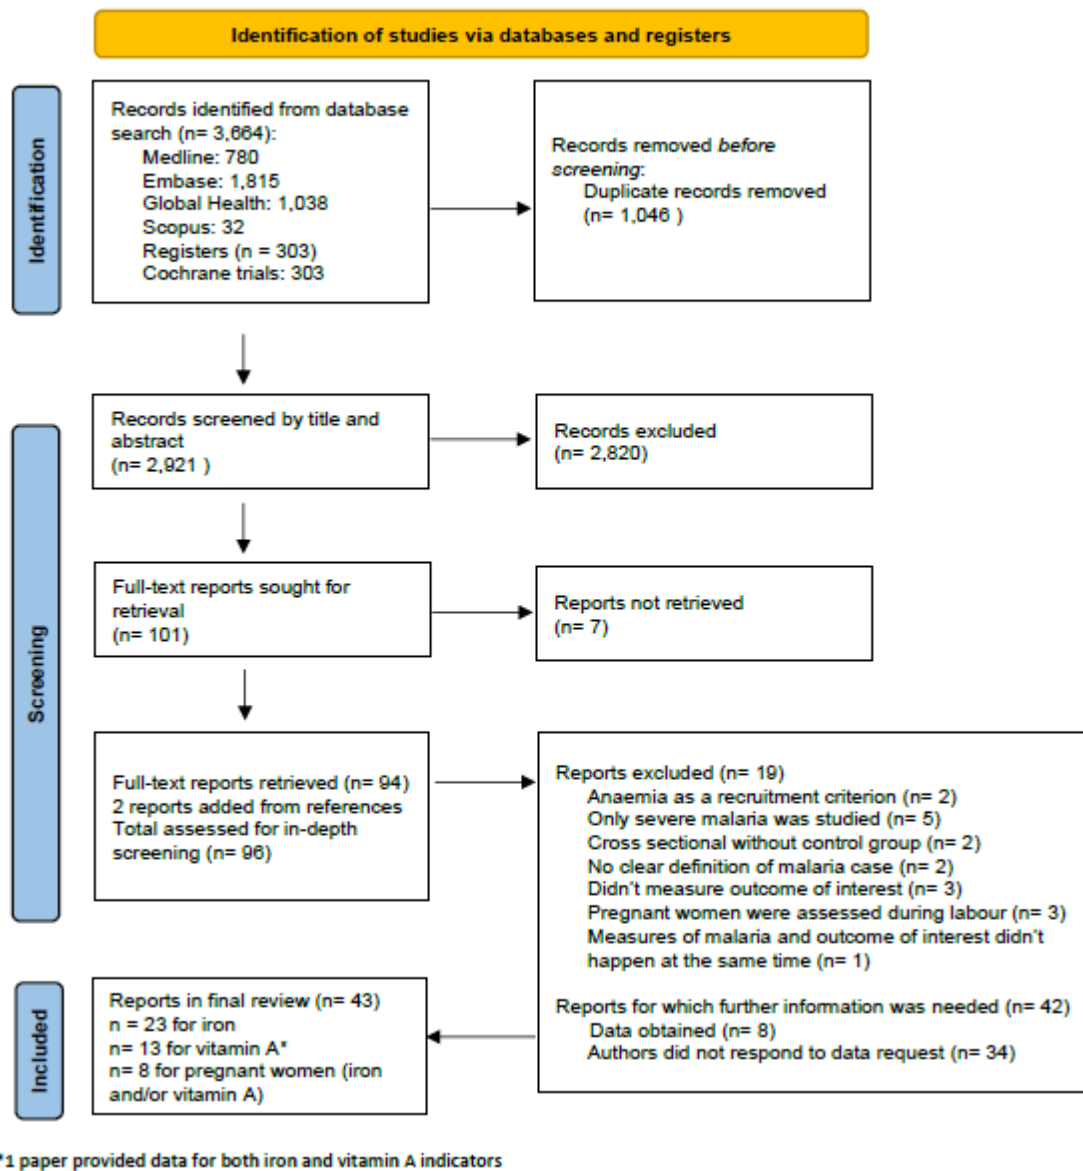 Identification of studies via databases and registers
Identification
Records identified from database
search (n= 3,664):
Medline: 780
Embase: 1,815
Global Health: 1,038
Scopus: 32
Registers (n = 303)
Cochrane trials: 303
Records removed before
screening:
Duplicate records removed
(n= 1,046 )
Screening
Records screened by title and
abstract
(n= 2,921 )
Records excluded
(n= 2,820)
Full-text reports sought for
retrieval
(n= 101)
Reports not retrieved
(n= 7)
Full-text reports retrieved (n= 94)
2 reports added from references
Total assessed for in-depth
screening (n= 96)
Reports excluded (n= 19)
Anaemia as a recruitment criterion (n= 2)
Only severe malaria was studied (n= 5)
Cross sectional without control group (n= 2)
No clear definition of malaria case (n= 2)
Didn't measure outcome of interest (n= 3)
Pregnant women were assessed during labour (n= 3)
Measures of malaria and outcome of interest didn't
happen at the same time (n= 1)
Reports for which further information was needed (n= 42)
Data obtained (n= 8)
Authors did not respond to data request (n= 34)
Included
Reports in final review (n= 43)
n = 23 for iron
n= 13 for vitamin A*
n= 8 for pregnant women (iron
and/or vitamin A)
*1 paper provided data for both iron and vitamin A indicators